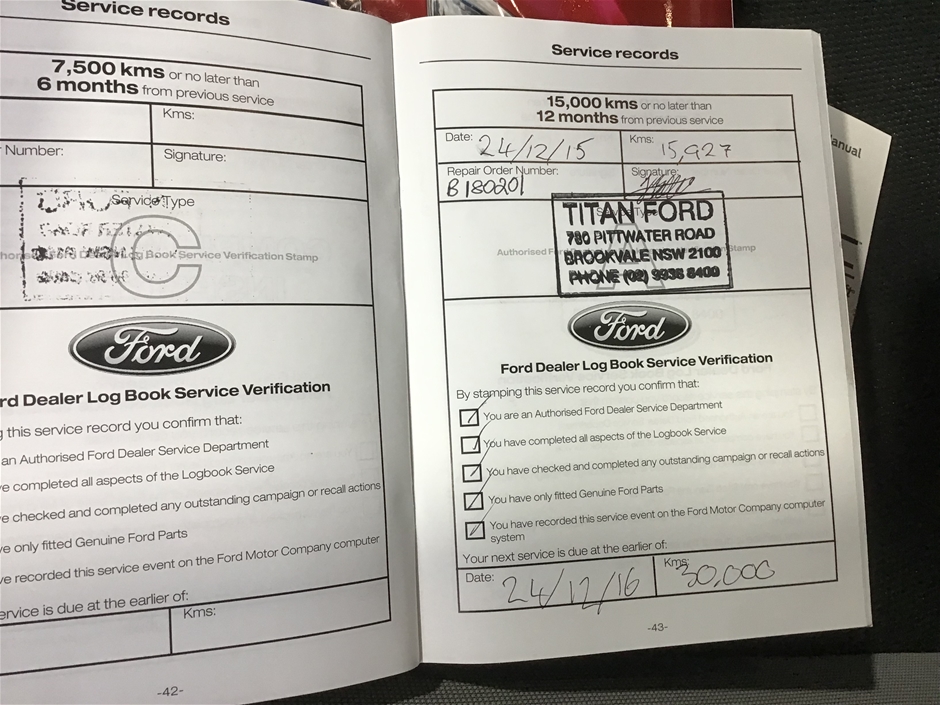 Service records
7,500 kms or no later than
6 months from previous service
Kms:
Number:
Signature:
Service Type
C
Log Book Service Verification Stamp
Ford
Dealer Log Book Service Verification
this service record you confirm that:
an Authorised Ford Dealer Service Department
completed all aspects of the Logbook Service
checked and completed any outstanding campaign or recall actions
only fitted Genuine Ford Parts
recorded this service event on the Ford Motor Company computer
is due at the earlier of:
Kms:
-42-
Service records
15,000 kms or no later than
12 months from previous service
Date: 24/12/15 Kms: 15,927
Repair Order Number: Signature:
B180201
TITAN FORD
780 PITTWATER ROAD
BROOKVALE NSW 2100
PHONE (02) 9938 8400
Authorised Stamp
Ford
Ford Dealer Log Book Service Verification
By stamping this service record you confirm that:
You are an Authorised Ford Dealer Service Department
You have completed all aspects of the Logbook Service
You have checked and completed any outstanding campaign or recall actions
You have only fitted Genuine Ford Parts
You have recorded this service event on the Ford Motor Company computer
system
Your next service is due at the earlier of:
Date: 24/12/16 Kms: 30,000
-43-